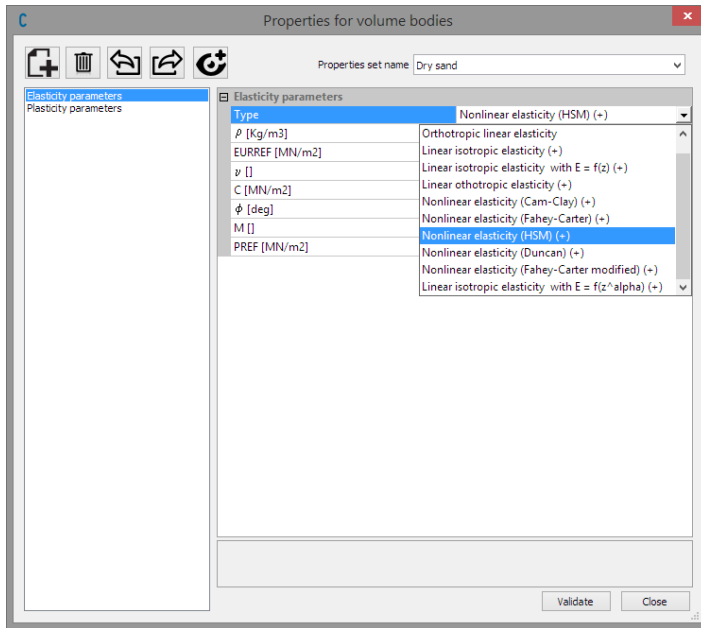 Properties for volume bodies
Properties set name Dry sand
Elasticity parameters
Plasticity parameters
Elasticity parameters
Type Nonlinear elasticity (HSM) (+)
ρ [Kg/m3]
EURREF [MN/m2]
ν []
C [MN/m2]
ϕ [deg]
M []
PREF [MN/m2]
Orthotropic linear elasticity
Linear isotropic elasticity (+)
Linear isotropic elasticity with E = f(z) (+)
Linear othotropic elasticity (+)
Nonlinear elasticity (Cam-Clay) (+)
Nonlinear elasticity (Fahey-Carter) (+)
Nonlinear elasticity (HSM) (+)
Nonlinear elasticity (Duncan) (+)
Nonlinear elasticity (Fahey-Carter modified) (+)
Linear isotropic elasticity with E = f(z^alpha) (+)
Validate Close